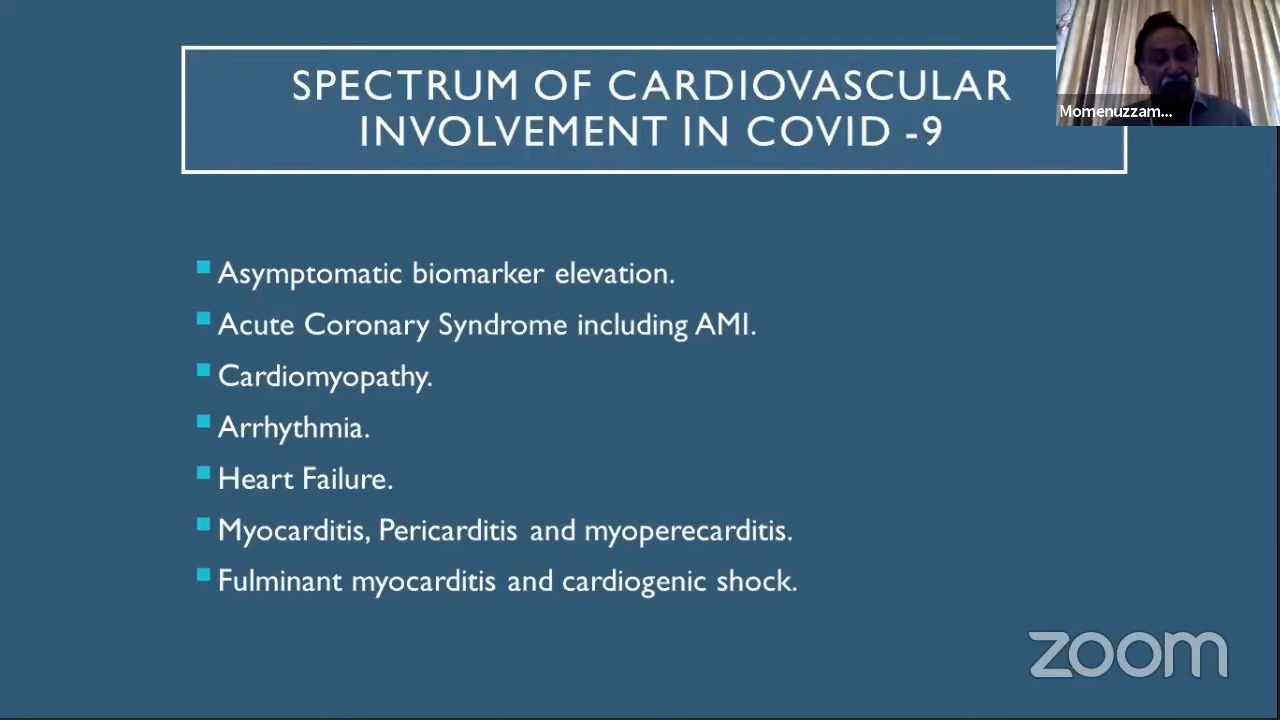 SPECTRUM OF CARDIOVASCULAR
INVOLVEMENT IN COVID -9
Momenuzzam...
Asymptomatic biomarker elevation.
Acute Coronary Syndrome including AMI.
Cardiomyopathy.
Arrhythmia.
Heart Failure.
Myocarditis, Pericarditis and myoperecarditis.
Fulminant myocarditis and cardiogenic shock.
zoom